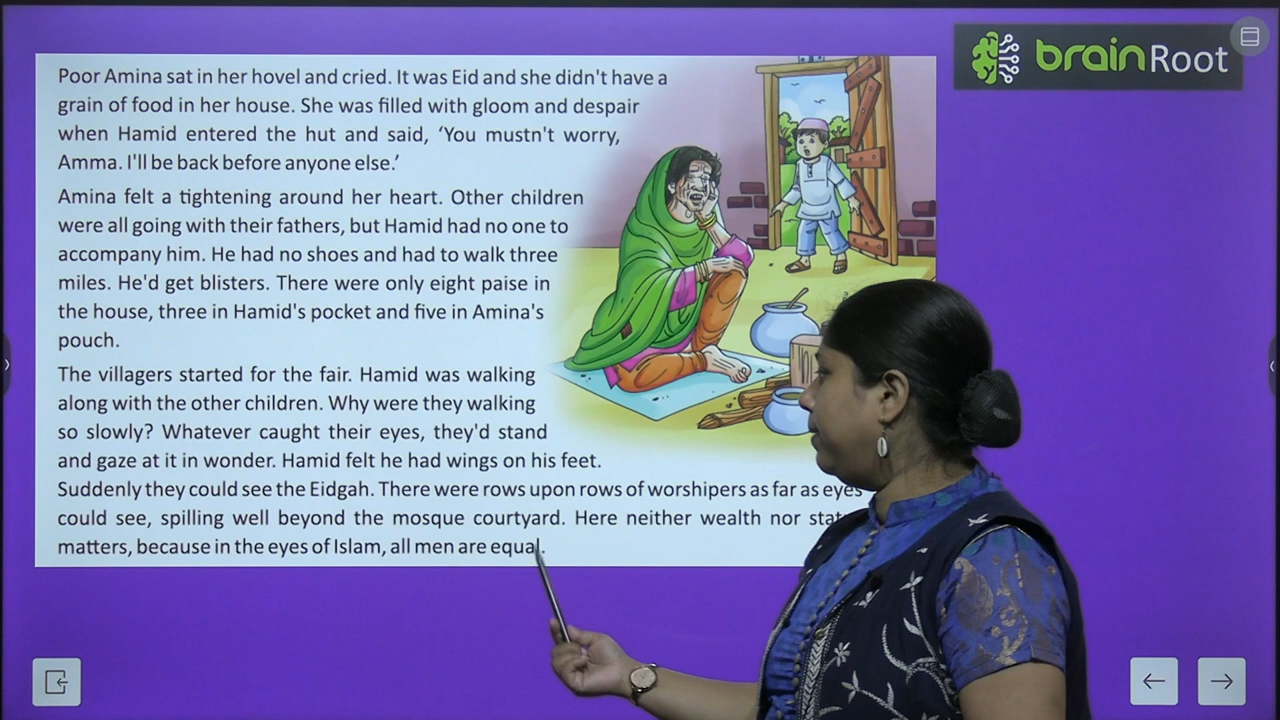 brainRoot
Poor Amina sat in her hovel and cried. It was Eid and she didn't have a
grain of food in her house. She was filled with gloom and despair
when Hamid entered the hut and said, ‘You mustn't worry,
Amma. I'll be back before anyone else.’
Amina felt a tightening around her heart. Other children
were all going with their fathers, but Hamid had no one to
accompany him. He had no shoes and had to walk three
miles. He'd get blisters. There were only eight paise in
the house, three in Hamid's pocket and five in Amina's
pouch.
The villagers started for the fair. Hamid was walking
along with the other children. Why were they walking
so slowly? Whatever caught their eyes, they'd stand
and gaze at it in wonder. Hamid felt he had wings on his feet.
Suddenly they could see the Eidgah. There were rows upon rows of worshipers as far as eyes
could see, spilling well beyond the mosque courtyard. Here neither wealth nor
matters, because in the eyes of Islam, all men are equal.